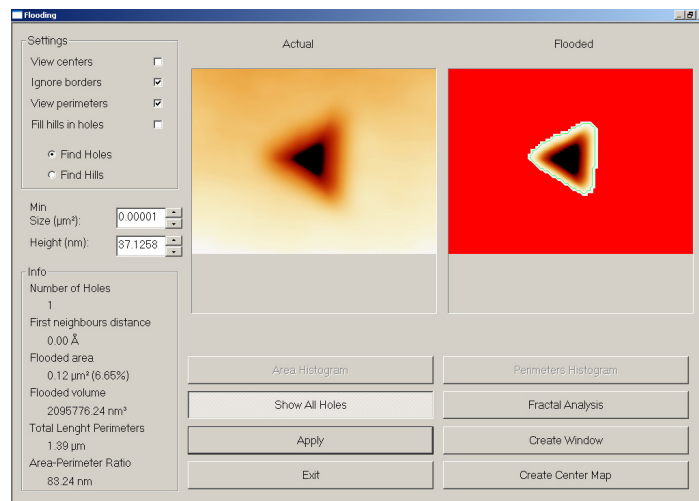 Flooding
Settings
View centers
Ignore borders
View perimeters
Fill hills in holes
Find Holes
Find Hills
Min
Size (µm²):
0.00001
Height (nm):
37.1258
Info
Number of Holes
1
First neighbours distance
0.00 Å
Flooded area
0.12 µm² (6.65%)
Flooded volume
2095776.24 nm³
Total Lenght Perimeters
1.39 µm
Area-Perimeter Ratio
83.24 nm
Actual
Flooded
Area Histogram
Perimeters Histogram
Show All Holes
Fractal Analysis
Apply
Create Window
Exit
Create Center Map